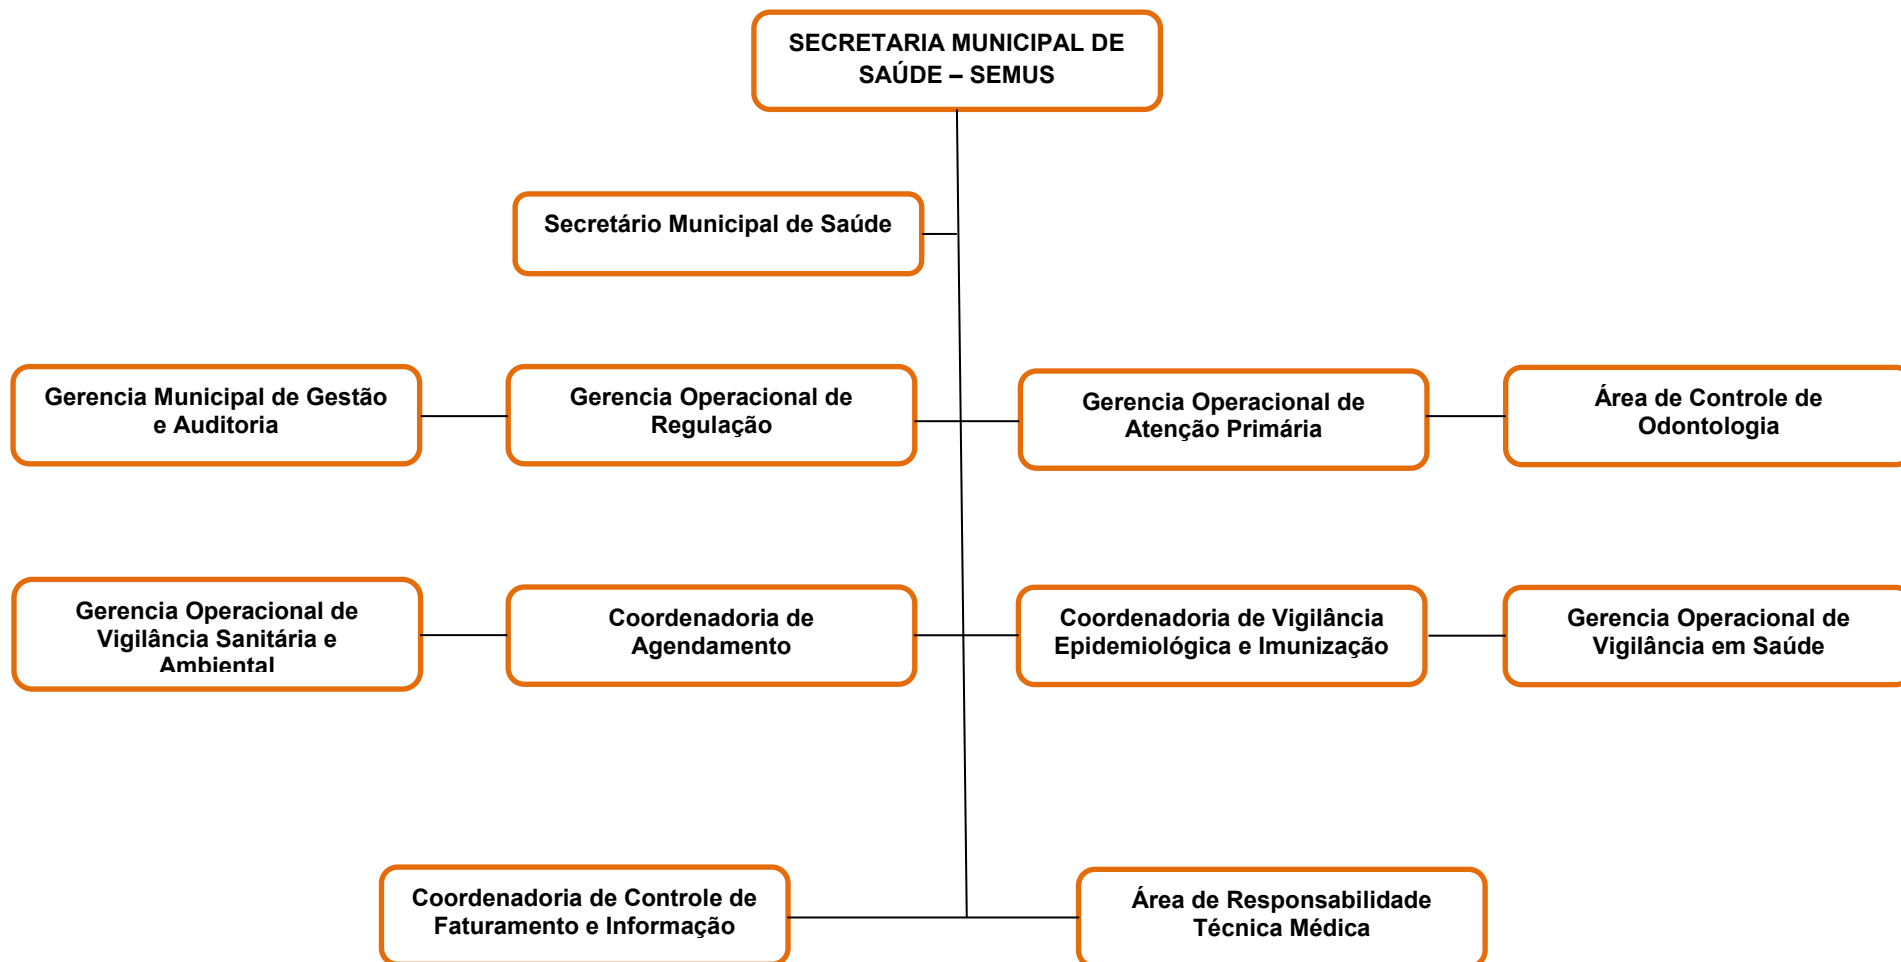 SECRETARIA MUNICIPAL DE
SAÚDE – SEMUS
Secretário Municipal de Saúde
Gerencia Municipal de Gestão
e Auditoria
Gerencia Operacional de
Regulação
Gerencia Operacional de
Atenção Primária
Área de Controle de
Odontologia
Gerencia Operacional de
Vigilância Sanitária e
Ambiental
Coordenadoria de
Agendamento
Coordenadoria de Vigilância
Epidemiológica e Imunização
Gerencia Operacional de
Vigilância em Saúde
Coordenadoria de Controle de
Faturamento e Informação
Área de Responsabilidade
Técnica Médica